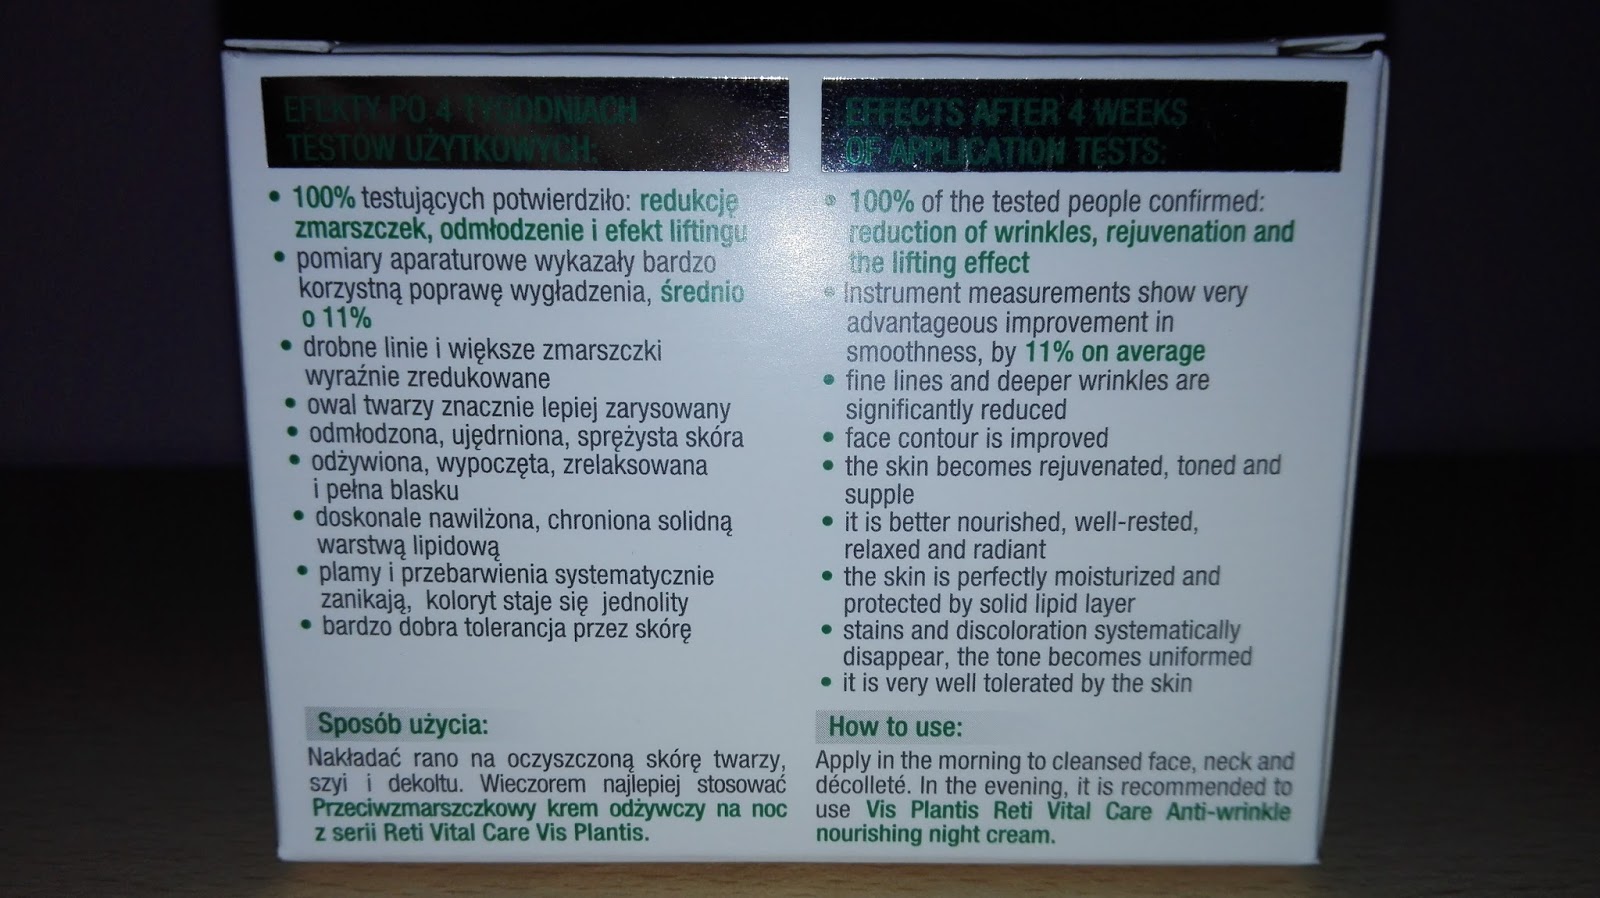 EFEKTY PO 4 TYGODNIACH
TESTÓW UŻYTKOWYCH:
• 100% testujących potwierdziło: redukcję
zmarszczek, odmłodzenie i efekt liftingu
• pomiary aparaturowe wykazały bardzo
korzystną poprawę wygładzenia, średnio
o 11%
• drobne linie i większe zmarszczki
wyraźnie zredukowane
• owal twarzy znacznie lepiej zarysowany
• odmłodzona, ujędrniona, sprężysta skóra
• odżywiona, wypoczęta, zrelaksowana
i pełna blasku
• doskonale nawilżona, chroniona solidną
warstwą lipidową
• plamy i przebarwienia systematycznie
zanikają, koloryt staje się jednolity
• bardzo dobra tolerancja przez skórę
Sposób użycia:
Nakładać rano na oczyszczoną skórę twarzy,
szyi i dekoltu. Wieczorem najlepiej stosować
Przeciwzmarszczkowy krem odżywczy na noc
z serii Reti Vital Care Vis Plantis.
EFFECTS AFTER 4 WEEKS
OF APPLICATION TESTS:
• 100% of the tested people confirmed:
reduction of wrinkles, rejuvenation and
the lifting effect
• Instrument measurements show very
advantageous improvement in
smoothness, by 11% on average
• fine lines and deeper wrinkles are
significantly reduced
• face contour is improved
• the skin becomes rejuvenated, toned and
supple
• it is better nourished, well-rested,
relaxed and radiant
• the skin is perfectly moisturized and
protected by solid lipid layer
• stains and discoloration systematically
disappear, the tone becomes uniformed
• it is very well tolerated by the skin
How to use:
Apply in the morning to cleansed face, neck and
décolleté. In the evening, it is recommended to
use Vis Plantis Reti Vital Care Anti-wrinkle
nourishing night cream.